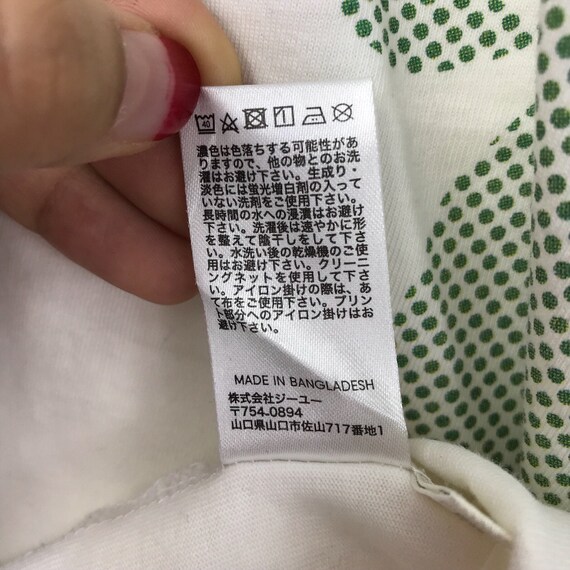 40
濃色は色落ちする可能性があ
りますので、他の物とのお洗
濯はお避け下さい。生成り・
淡色には蛍光増白剤の入って
いない洗剤をご使用下さい。
長時間の水への浸漬はお避け
下さい。洗濯後は速やかに形
を整えて陰干しをして下さ
い。水洗い後の乾燥機のご使
用はお避け下さい。クリーニ
ングネットを使用して下さ
い。アイロン掛けの際は、あ
て布をご使用下さい。プリン
ト部分へのアイロン掛けはお
避け下さい。
MADE IN BANGLADESH
株式会社ジーユー
〒754-0894
山口県山口市佐山717番地1